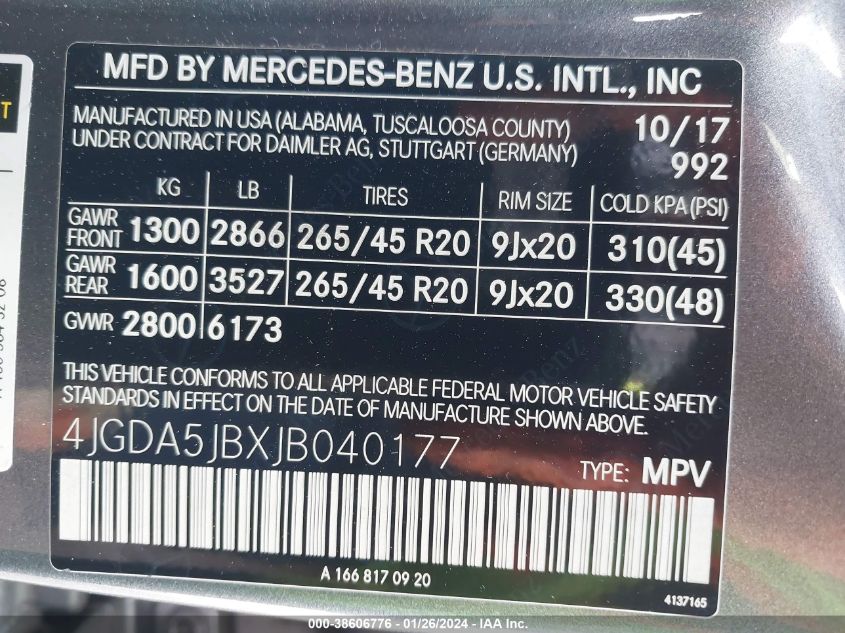 MFD BY MERCEDES-BENZ U.S. INTL., INC
MANUFACTURED IN USA (ALABAMA, TUSCALOOSA COUNTY) 10/17
UNDER CONTRACT FOR DAIMLER AG, STUTTGART (GERMANY) 992
KG LB TIRES RIM SIZE COLD KPA (PSI)
GAWR FRONT 1300 2866 265/45 R20 9Jx20 310(45)
GAWR REAR 1600 3527 265/45 R20 9Jx20 330(48)
GVWR 2800 6173
THIS VEHICLE CONFORMS TO ALL APPLICABLE FEDERAL MOTOR VEHICLE SAFETY
STANDARDS IN EFFECT ON THE DATE OF MANUFACTURE SHOWN ABOVE.
4JGDA5JBXJB040177
TYPE: MPV
A 166 817 09 20
4137165
000-38606776 - 01/26/2024 - IAA Inc.